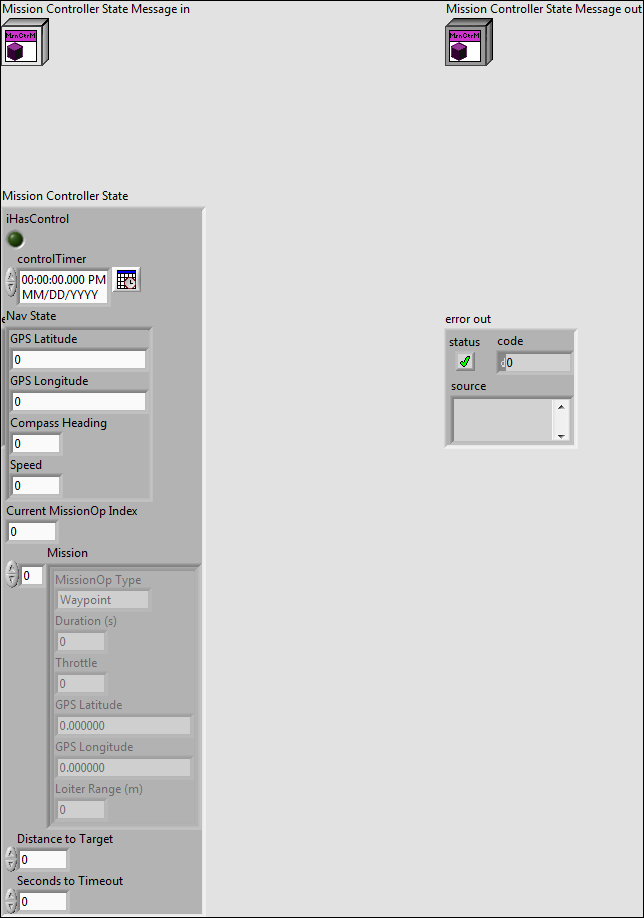 Mission Controller State Message in
Mission Controller State Message out
MsnCtrM
MsnCtrM
Mission Controller State
iHasControl
controlTimer
00:00:00.000 PM
MM/DD/YYYY
Nav State
GPS Latitude
0
GPS Longitude
0
Compass Heading
0
Speed
0
Current MissionOp Index
0
Mission
0
MissionOp Type
Waypoint
Duration (s)
0
Throttle
0
GPS Latitude
0.000000
GPS Longitude
0.000000
Loiter Range (m)
0
Distance to Target
0
Seconds to Timeout
0
error out
status
code
d0
source